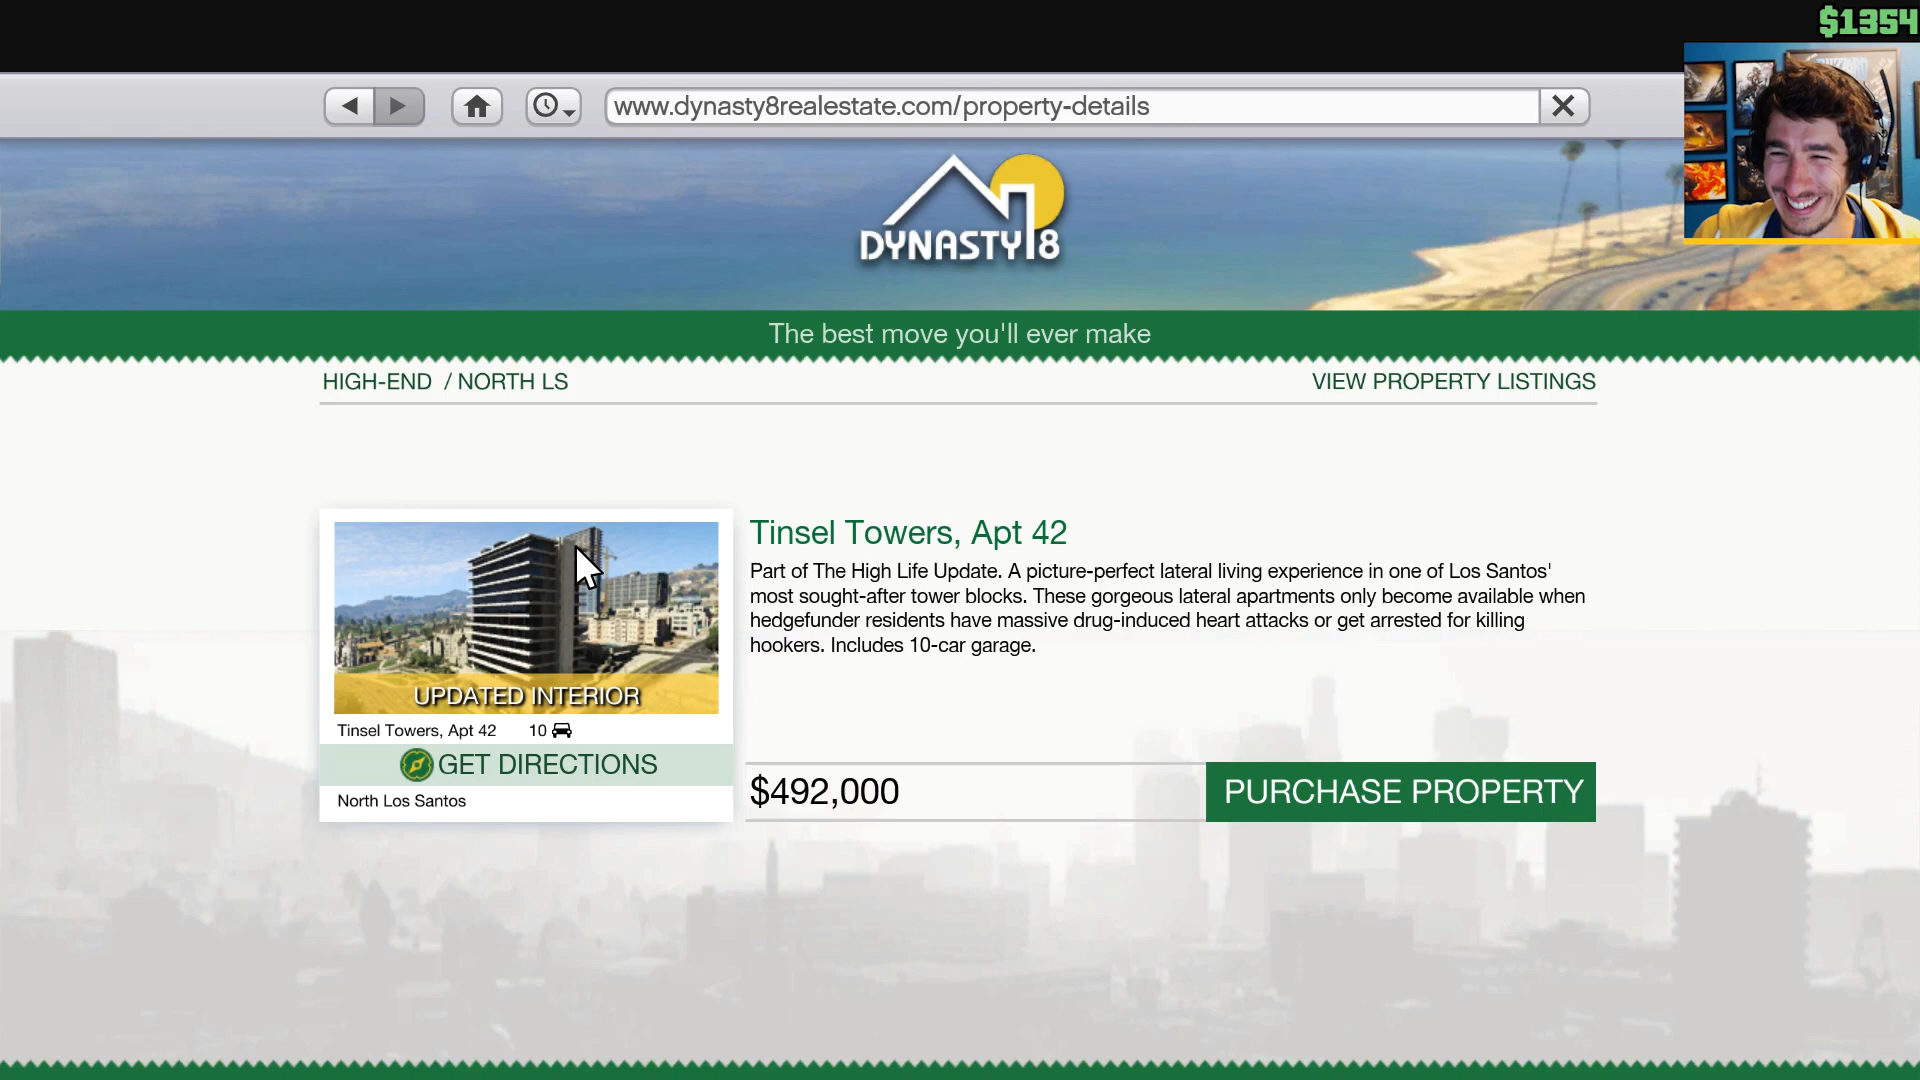 $1354
www.dynasty8realestate.com/property-details
DYNASTY 8
The best move you'll ever make
HIGH-END / NORTH LS
VIEW PROPERTY LISTINGS
Tinsel Towers, Apt 42
Part of The High Life Update. A picture-perfect lateral living experience in one of Los Santos'
most sought-after tower blocks. These gorgeous lateral apartments only become available when
hedgefunder residents have massive drug-induced heart attacks or get arrested for killing
hookers. Includes 10-car garage.
UPDATED INTERIOR
Tinsel Towers, Apt 42 10
GET DIRECTIONS
North Los Santos
$492,000
PURCHASE PROPERTY